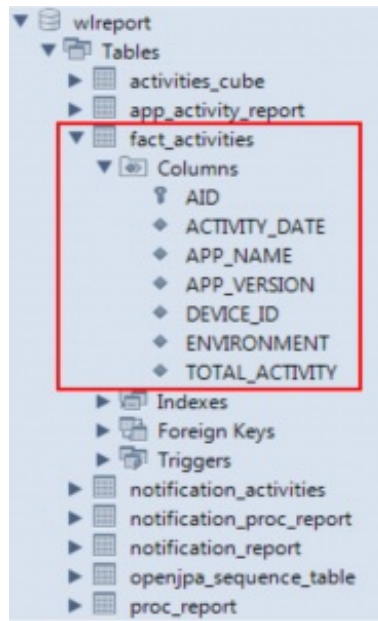 wlreport
Tables
activities_cube
app_activity_report
fact_activities
Columns
AID
ACTIVITY_DATE
APP_NAME
APP_VERSION
DEVICE_ID
ENVIRONMENT
TOTAL_ACTIVITY
Indexes
Foreign Keys
Triggers
notification_activities
notification_proc_report
notification_report
openjpa_sequence_table
proc_report